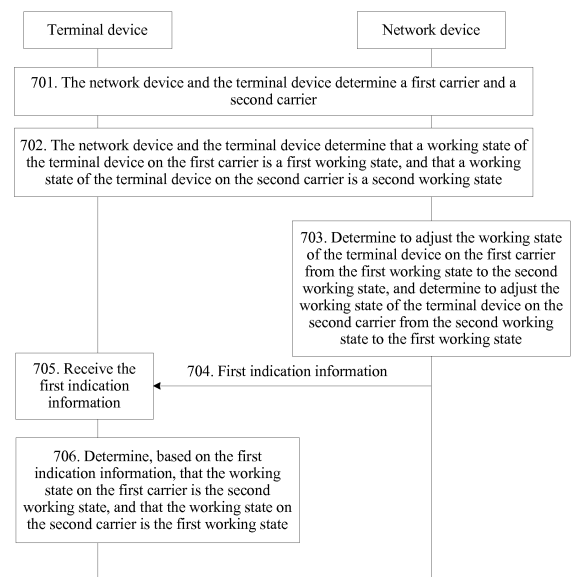 Terminal device
Network device
701. The network device and the terminal device determine a first carrier and a
second carrier
702. The network device and the terminal device determine that a working state of
the terminal device on the first carrier is a first working state, and that a working
state of the terminal device on the second carrier is a second working state
703. Determine to adjust the working state
of the terminal device on the first carrier
from the first working state to the second
working state, and determine to adjust the
working state of the terminal device on the
second carrier from the second working
state to the first working state
704. First indication information
705. Receive the
first indication
information
706. Determine, based on the first
indication information, that the working
state on the first carrier is the second
working state, and that the working state on
the second carrier is the first working state